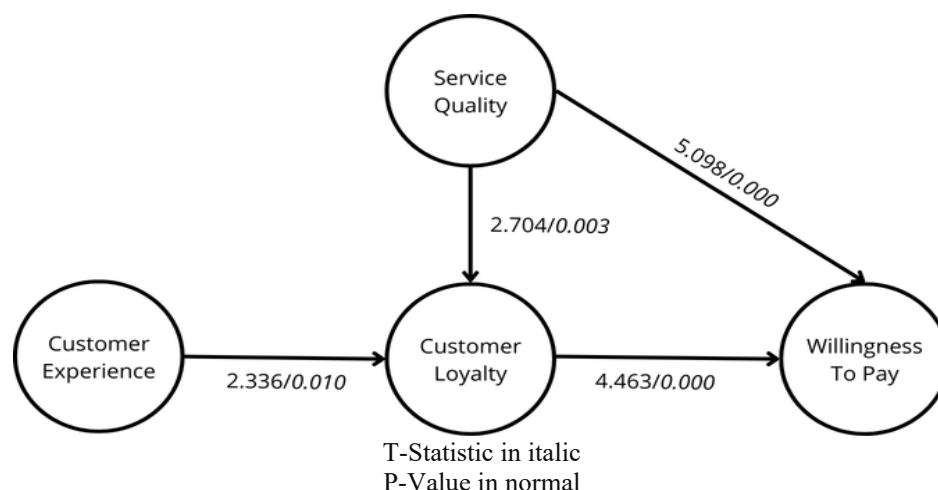 Service
Quality
5.098/0.000
2.704/0.003
Customer
Experience
2.336/0.010
Customer
Loyalty
4.463/0.000
Willingness
To Pay
T-Statistic in italic
P-Value in normal